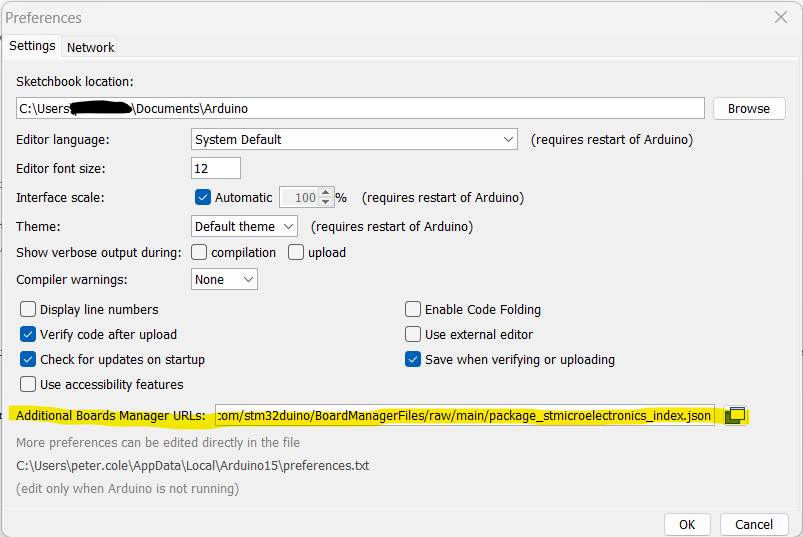 Preferences
Settings Network
Sketchbook location:
C:\Users\ \Documents\Arduino Browse
Editor language: System Default (requires restart of Arduino)
Editor font size: 12
Interface scale: Automatic 100 % (requires restart of Arduino)
Theme: Default theme (requires restart of Arduino)
Show verbose output during: compilation upload
Compiler warnings: None
Display line numbers Enable Code Folding
Verify code after upload Use external editor
Check for updates on startup Save when verifying or uploading
Use accessibility features
Additional Boards Manager URLs: com/stm32duino/BoardManagerFiles/raw/main/package_stmicroelectronics_index.json
More preferences can be edited directly in the file
C:\Users\peter.cole\AppData\Local\Arduino15\preferences.txt
(edit only when Arduino is not running)
OK Cancel